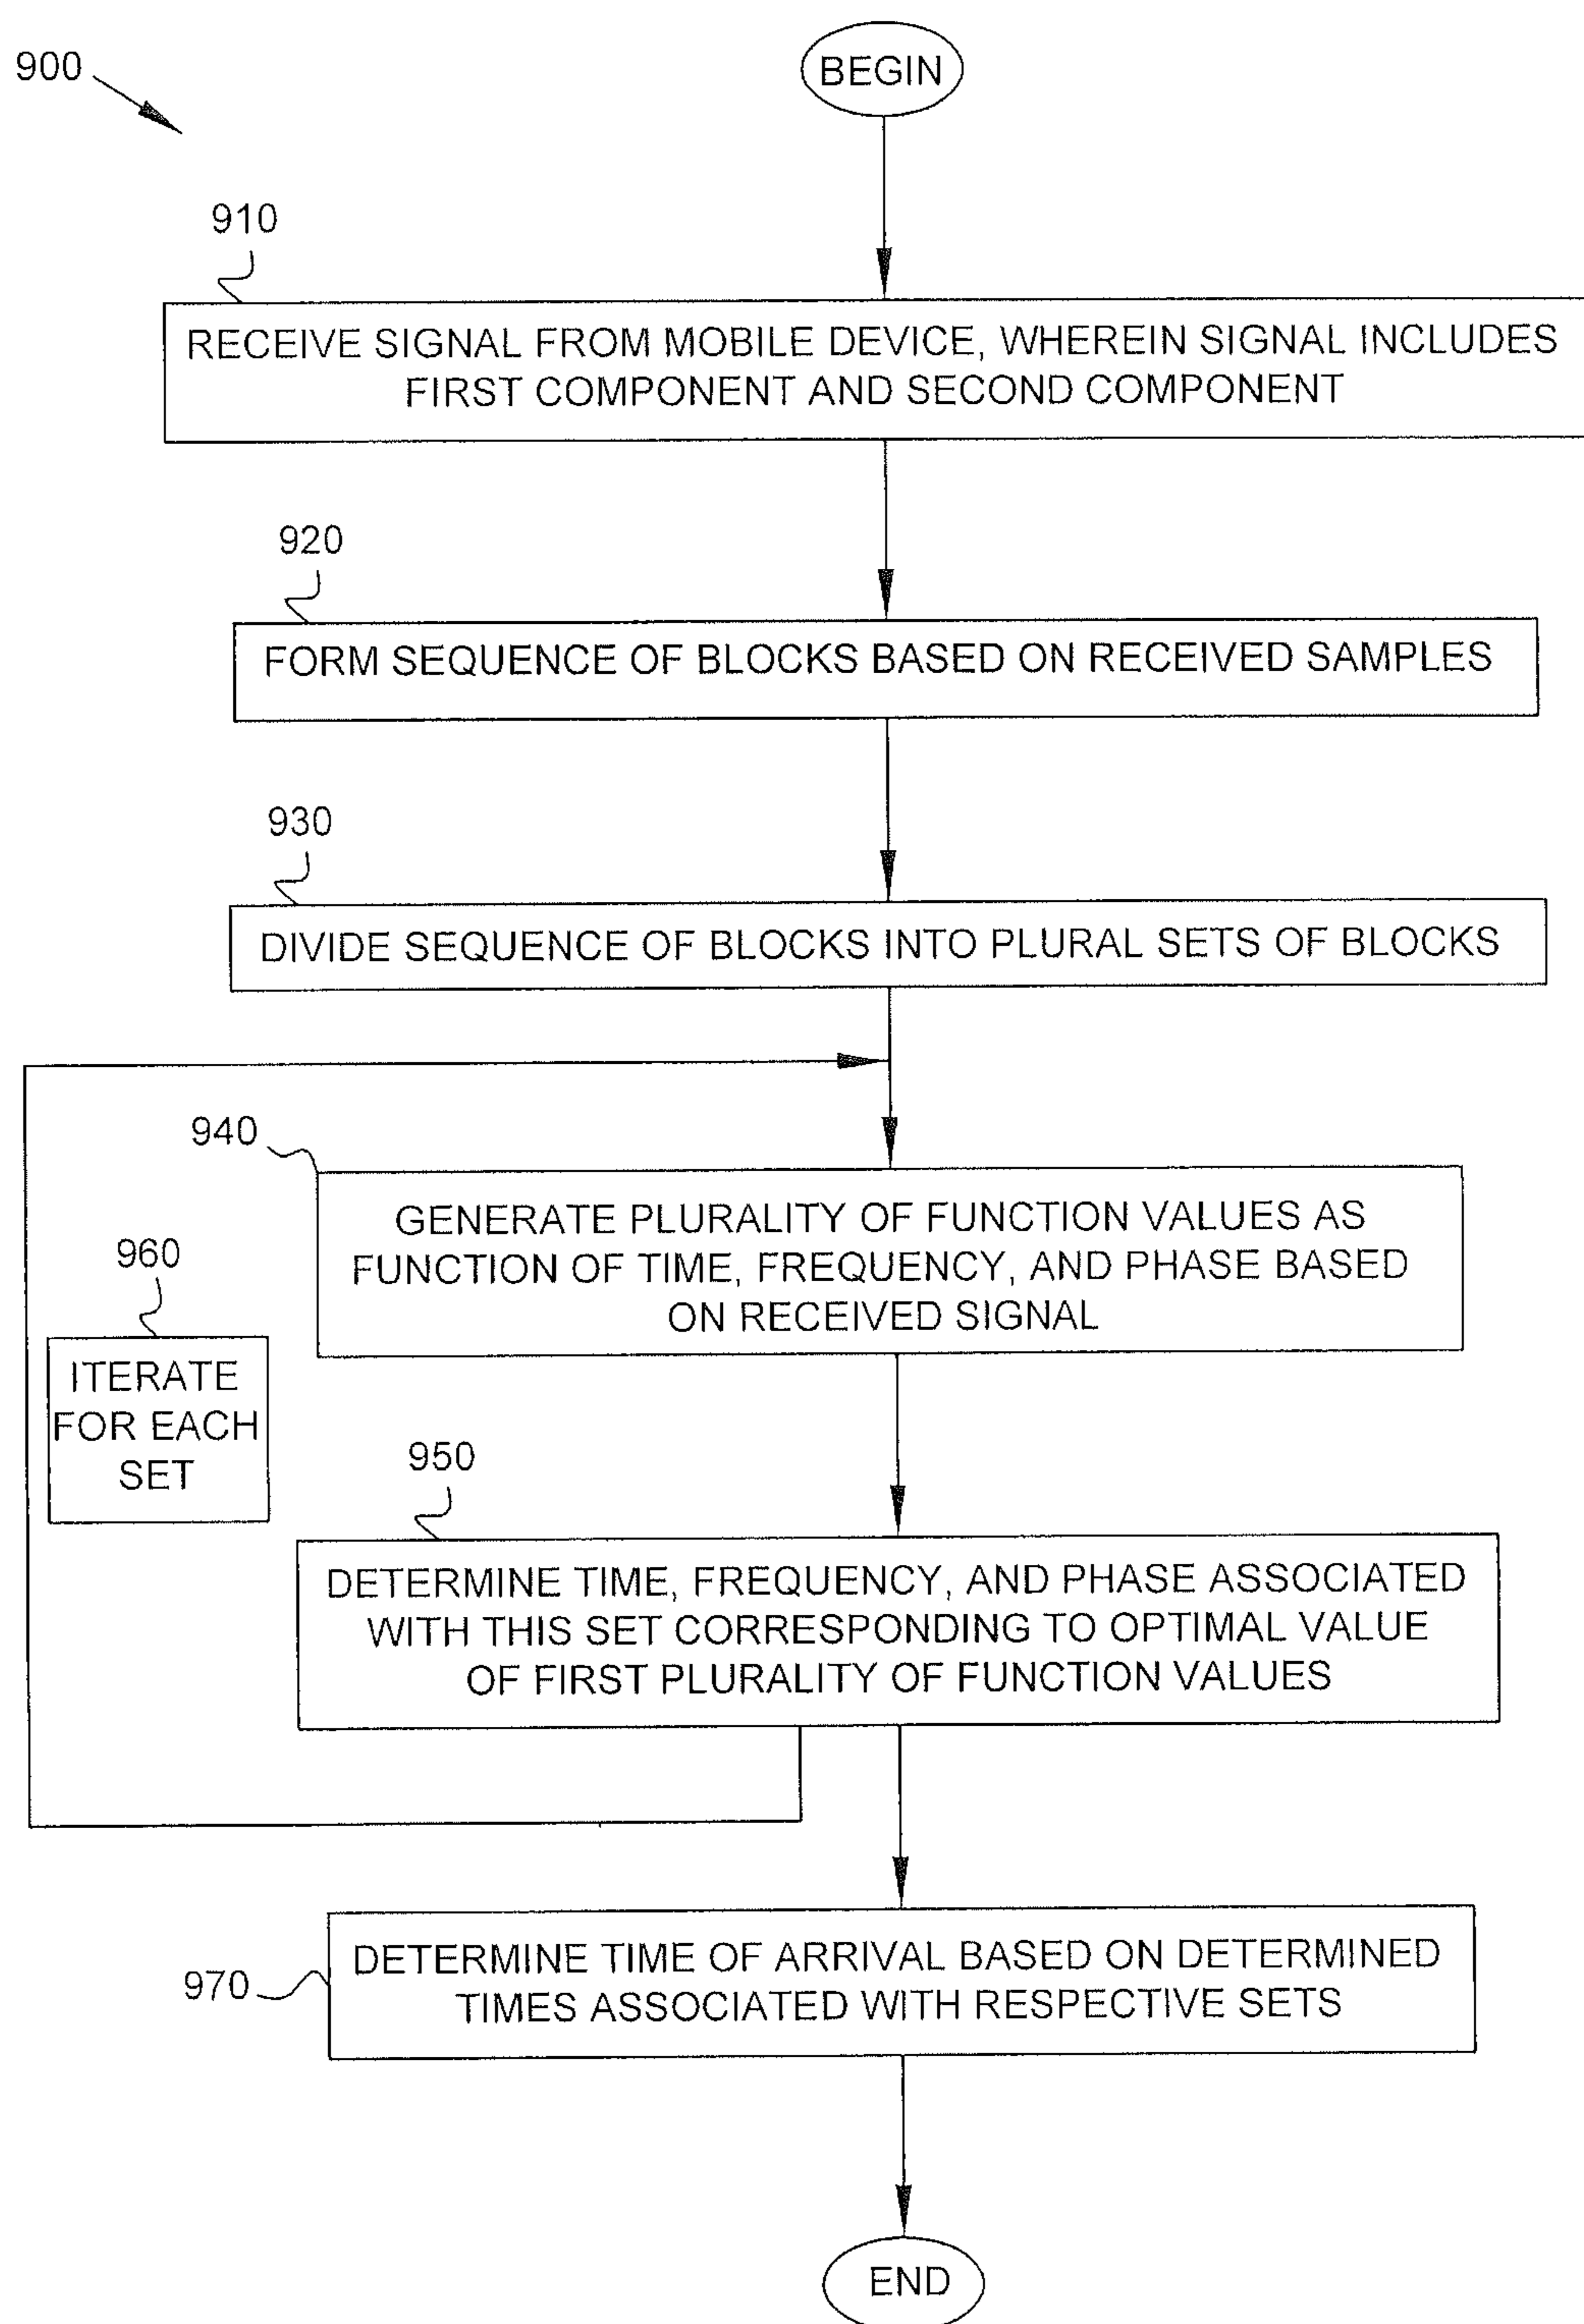 900
BEGIN
910
RECEIVE SIGNAL FROM MOBILE DEVICE, WHEREIN SIGNAL INCLUDES
FIRST COMPONENT AND SECOND COMPONENT
920
FORM SEQUENCE OF BLOCKS BASED ON RECEIVED SAMPLES
930
DIVIDE SEQUENCE OF BLOCKS INTO PLURAL SETS OF BLOCKS
940
GENERATE PLURALITY OF FUNCTION VALUES AS
FUNCTION OF TIME, FREQUENCY, AND PHASE BASED
ON RECEIVED SIGNAL
960
ITERATE
FOR EACH
SET
950
DETERMINE TIME, FREQUENCY, AND PHASE ASSOCIATED
WITH THIS SET CORRESPONDING TO OPTIMAL VALUE
OF FIRST PLURALITY OF FUNCTION VALUES
970
DETERMINE TIME OF ARRIVAL BASED ON DETERMINED
TIMES ASSOCIATED WITH RESPECTIVE SETS
END